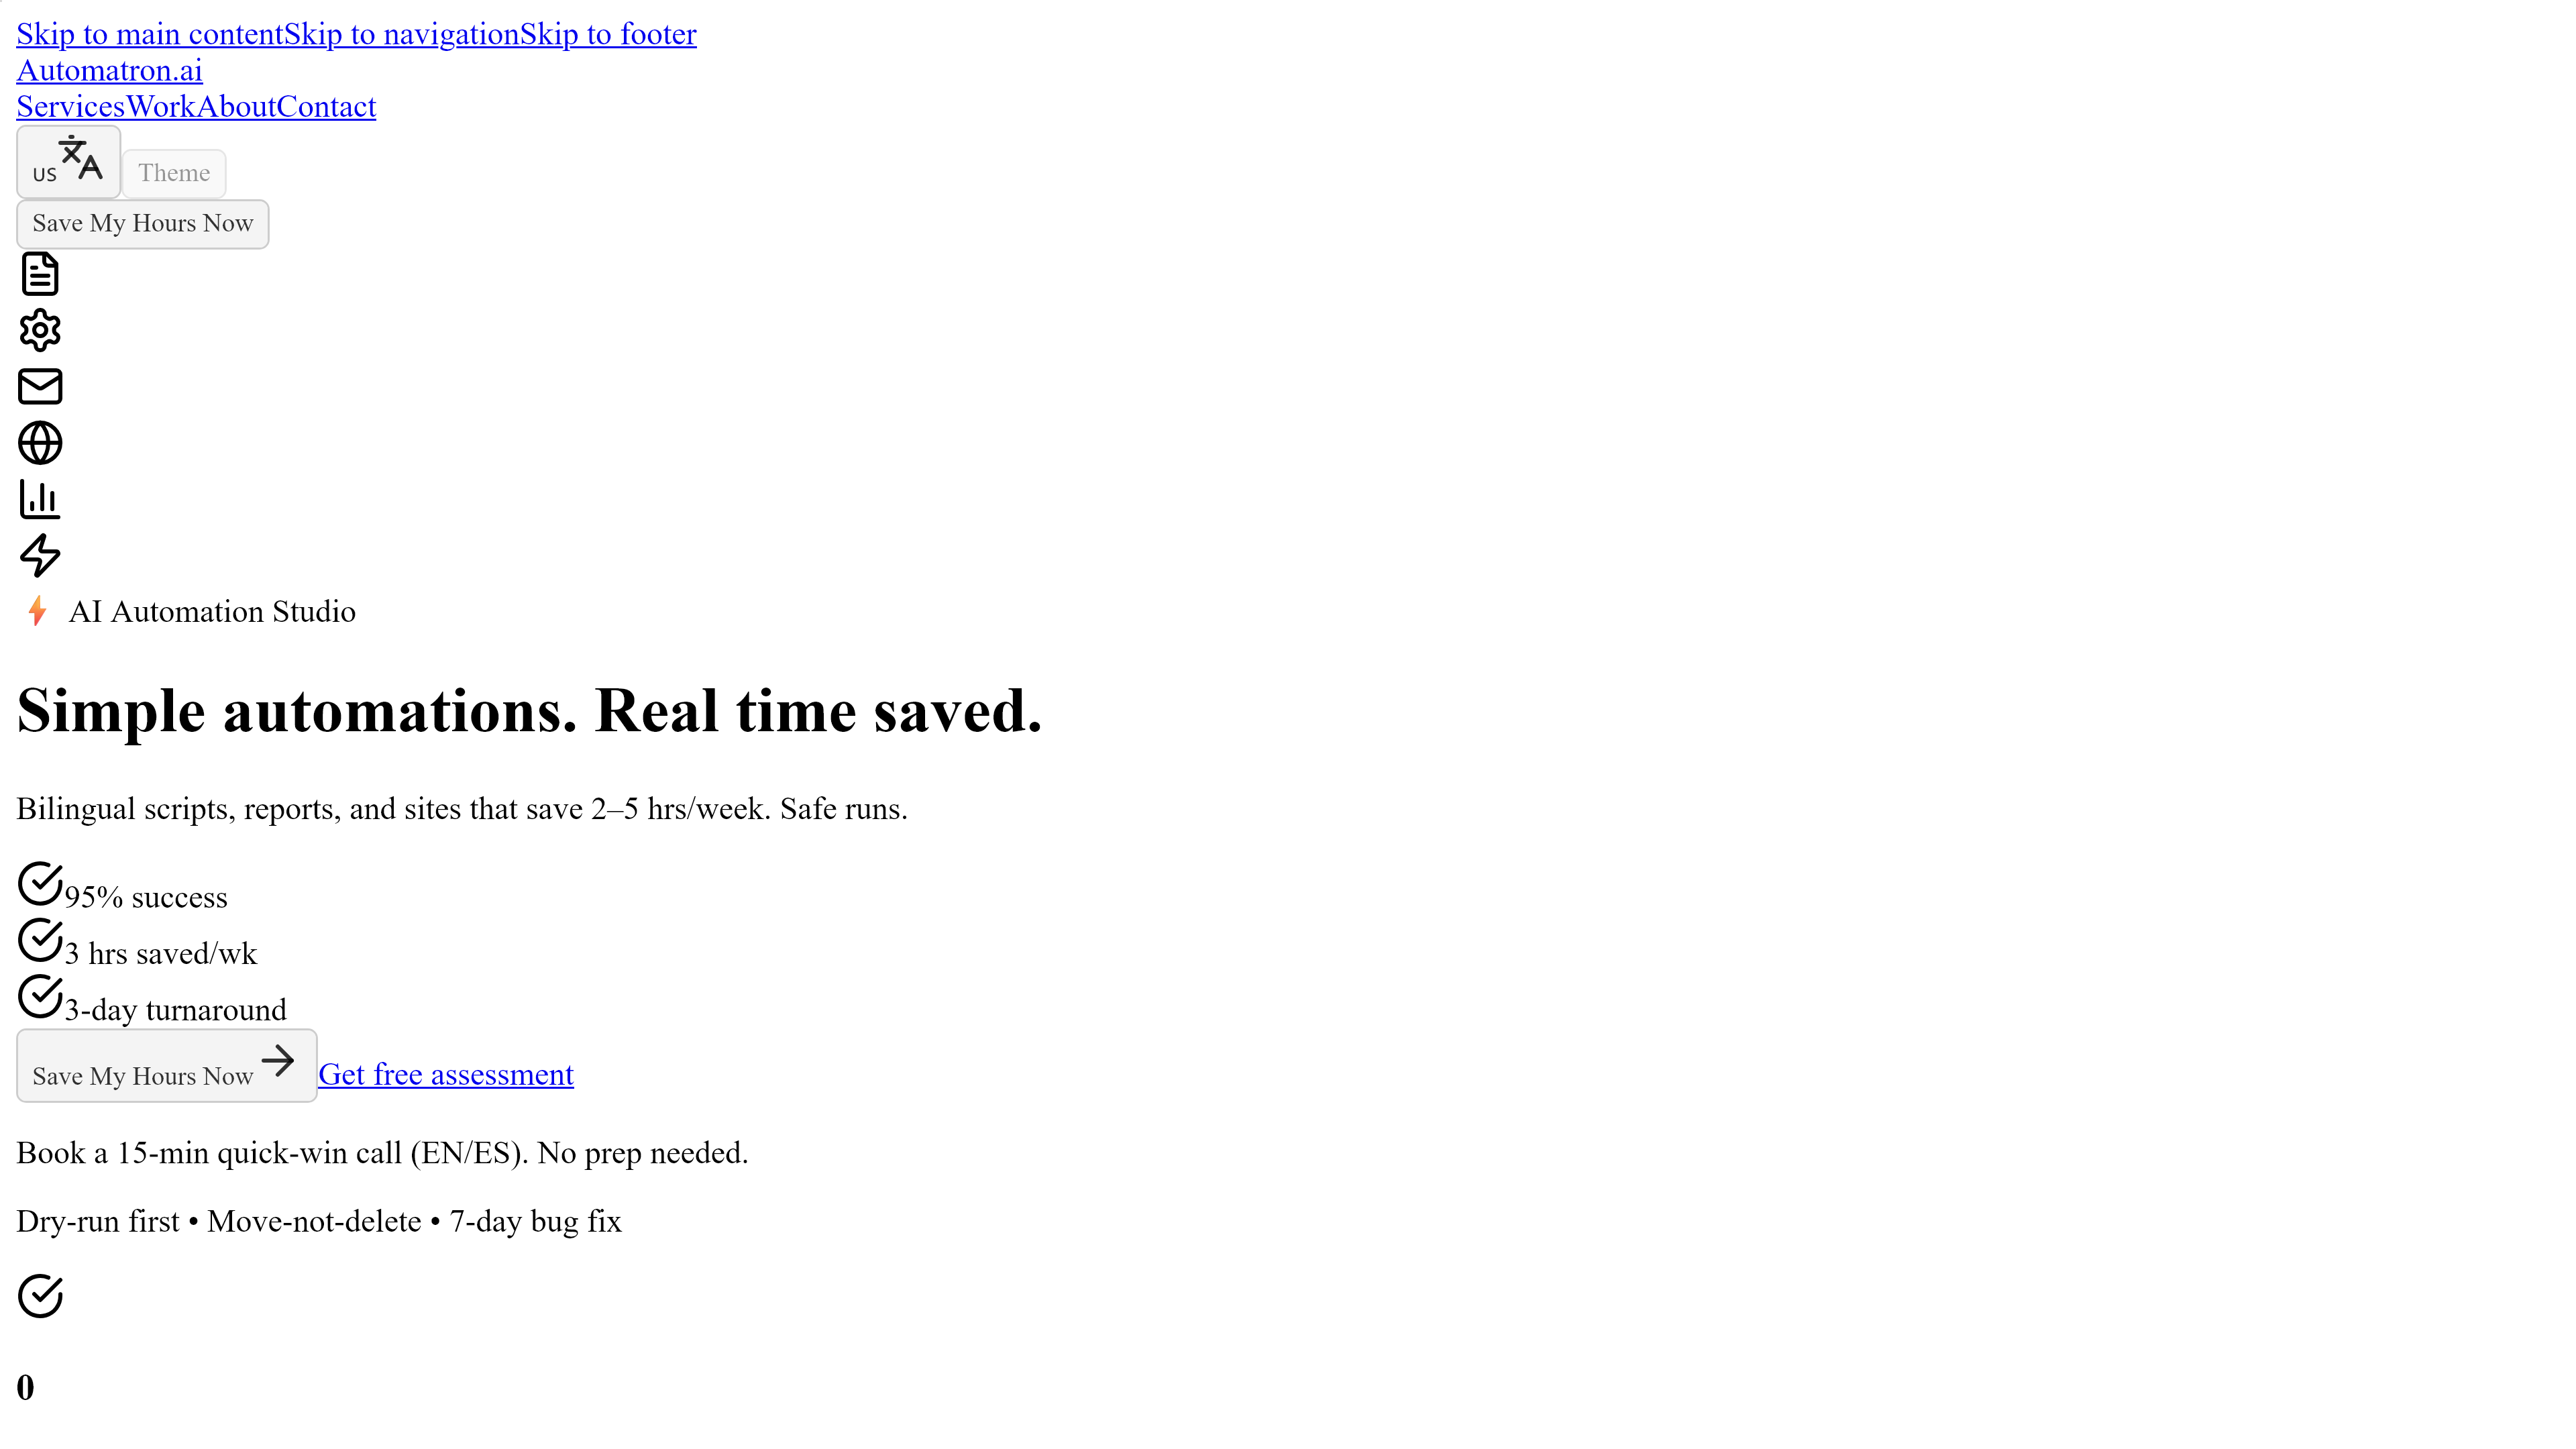 Skip to main contentSkip to navigationSkip to footer
Automatron.ai
ServicesWorkAboutContact
US Theme
Save My Hours Now
AI Automation Studio
Simple automations. Real time saved.
Bilingual scripts, reports, and sites that save 2–5 hrs/week. Safe runs.
95% success
3 hrs saved/wk
3-day turnaround
Save My Hours Now Get free assessment
Book a 15-min quick-win call (EN/ES). No prep needed.
Dry-run first • Move-not-delete • 7-day bug fix
0